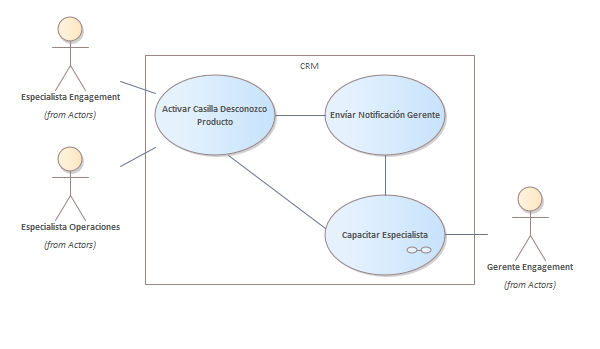 CRM
Especialista Engagement
(from Actors)
Activar Casilla Desconozco
Producto
Envíar Notificación Gerente
Especialista Operaciones
(from Actors)
Capacitar Especialista
Gerente Engagement
(from Actors)